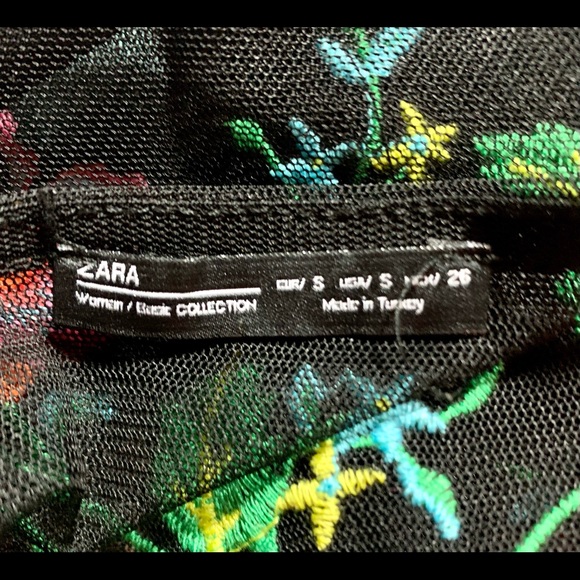 ZARA
Woman / Basic COLLECTION
EUR/ S USA/ S MEX/ 26
Made in Turkey